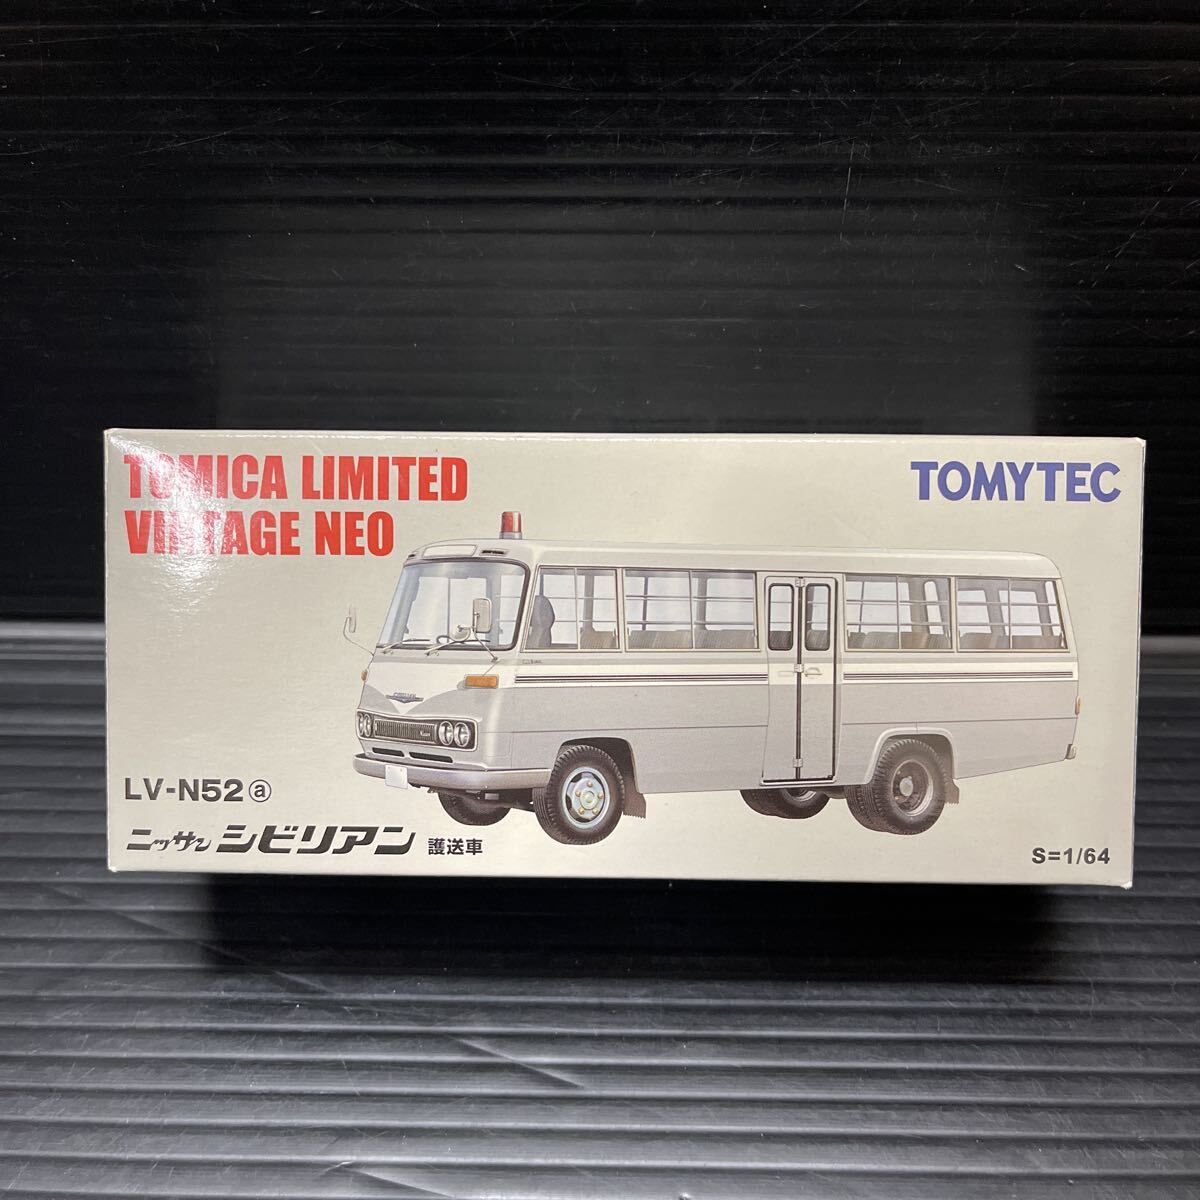 TOMICA LIMITED
VINTAGE NEO
TOMYTEC
LV-N52 ⓐ
ニッサン シビリアン 護送車
S=1/64